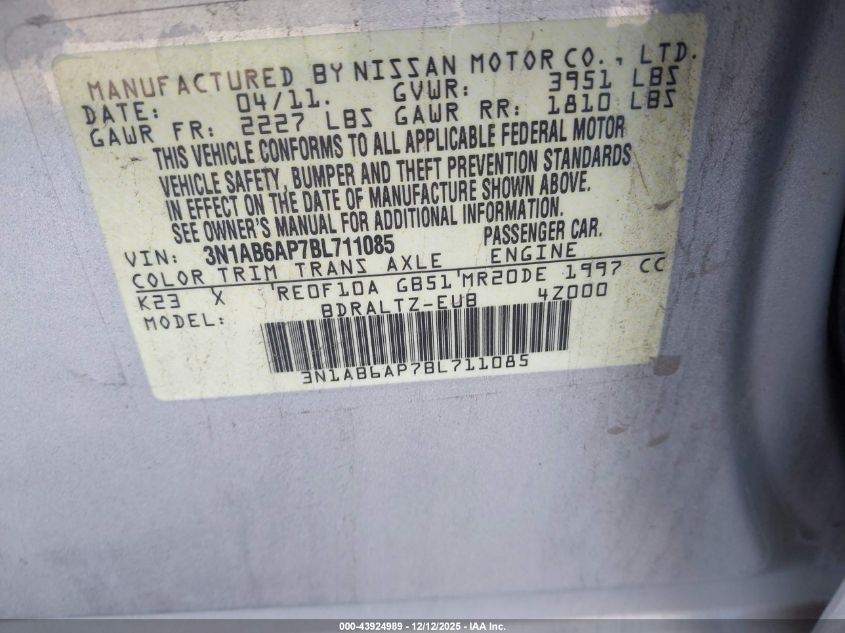 MANUFACTURED BY NISSAN MOTOR CO., LTD.
DATE: 04/11. GVWR: 3951 LBS
GAWR FR: 2227 LBS GAWR RR: 1810 LBS
THIS VEHICLE CONFORMS TO ALL APPLICABLE FEDERAL MOTOR
VEHICLE SAFETY, BUMPER AND THEFT PREVENTION STANDARDS
IN EFFECT ON THE DATE OF MANUFACTURE SHOWN ABOVE.
SEE OWNER'S MANUAL FOR ADDITIONAL INFORMATION.
VIN: 3N1AB6AP7BL711085 PASSENGER CAR.
COLOR TRIM TRANS AXLE ENGINE
K23 X RE0F10A GB51 MR20DE 1997 CC
MODEL: BDRALTZ-EUB 4Z000
3N1AB6AP7BL711085
000-43924989 - 12/12/2025 - IAA Inc.